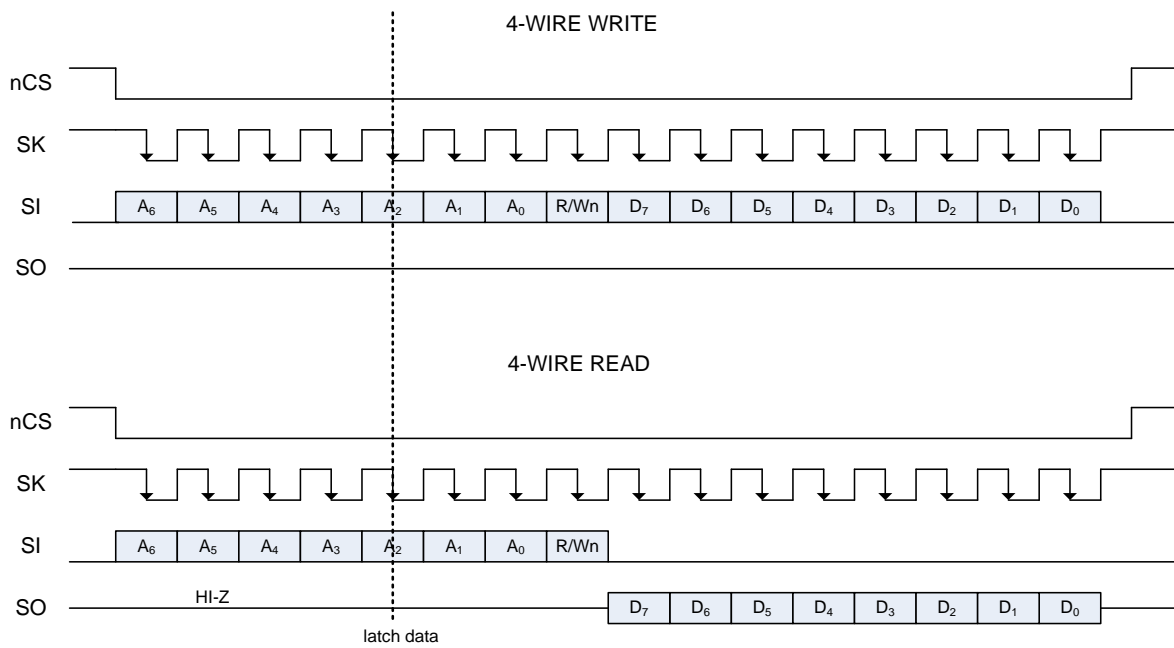 4-WIRE WRITE
nCS
SK
SI A₆ A₅ A₄ A₃ A₂ A₁ A₀ R/Wn D₇ D₆ D₅ D₄ D₃ D₂ D₁ D₀
SO
4-WIRE READ
nCS
SK
SI A₆ A₅ A₄ A₃ A₂ A₁ A₀ R/Wn
SO HI-Z D₇ D₆ D₅ D₄ D₃ D₂ D₁ D₀
latch data